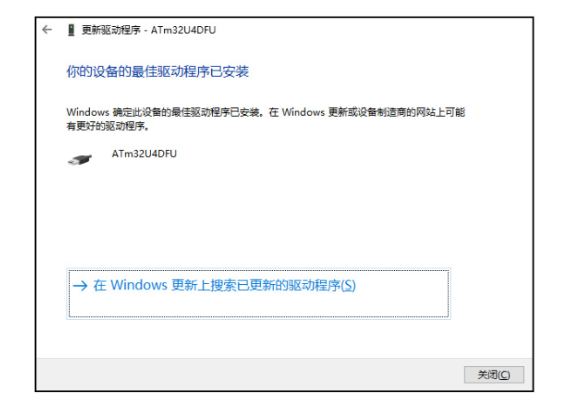 更新驱动程序 - ATm32U4DFU
你的设备的最佳驱动程序已安装
Windows 确定此设备的最佳驱动程序已安装。在 Windows 更新或设备制造商的网站上可能
有更好的驱动程序。
ATm32U4DFU
→ 在 Windows 更新上搜索已更新的驱动程序(S)
关闭(C)